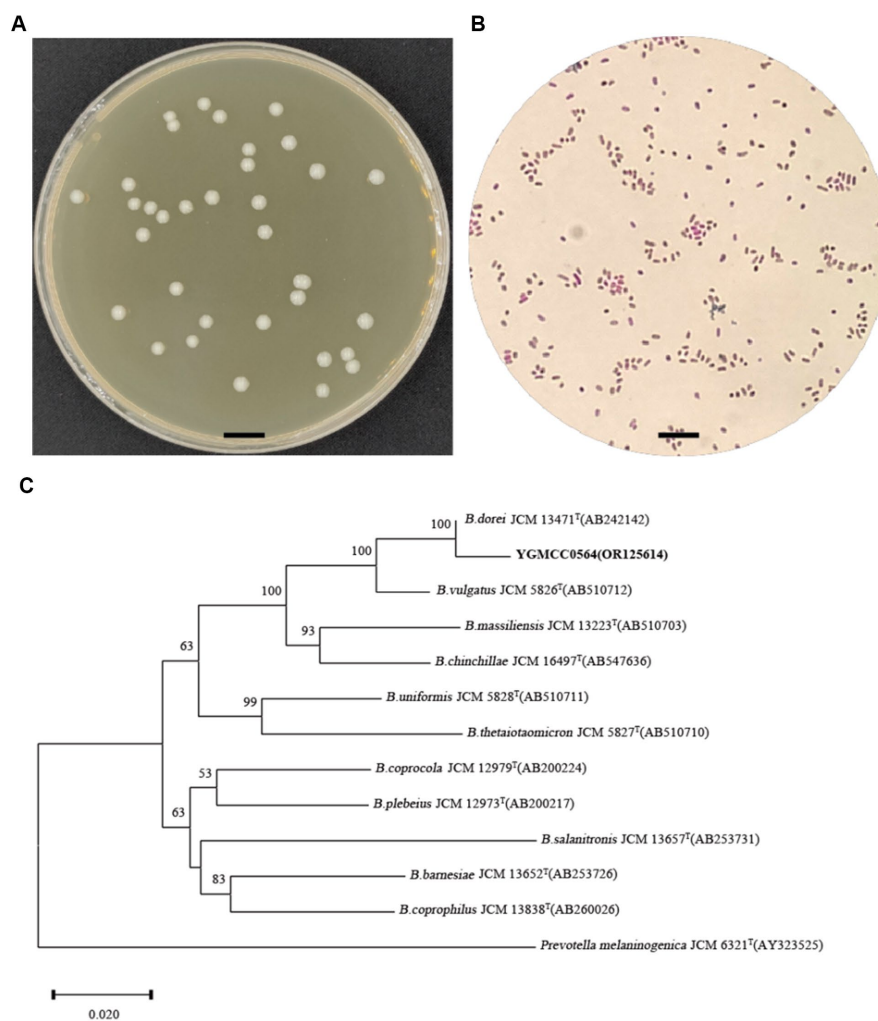 A
B
C
B.dorei JCM 13471ᵀ(AB242142)
100
YGMCC0564(OR125614)
100
B.vulgatus JCM 5826ᵀ(AB510712)
100
B.massiliensis JCM 13223ᵀ(AB510703)
93
B.chinchillae JCM 16497ᵀ(AB547636)
63
B.uniformis JCM 5828ᵀ(AB510711)
99
B.thetaiotaomicron JCM 5827ᵀ(AB510710)
B.coprocola JCM 12979ᵀ(AB200224)
53
B.plebeius JCM 12973ᵀ(AB200217)
63
B.salanitronis JCM 13657ᵀ(AB253731)
B.barnesiae JCM 13652ᵀ(AB253726)
83
B.coprophilus JCM 13838ᵀ(AB260026)
Prevotella melaninogenica JCM 6321ᵀ(AY323525)
0.020